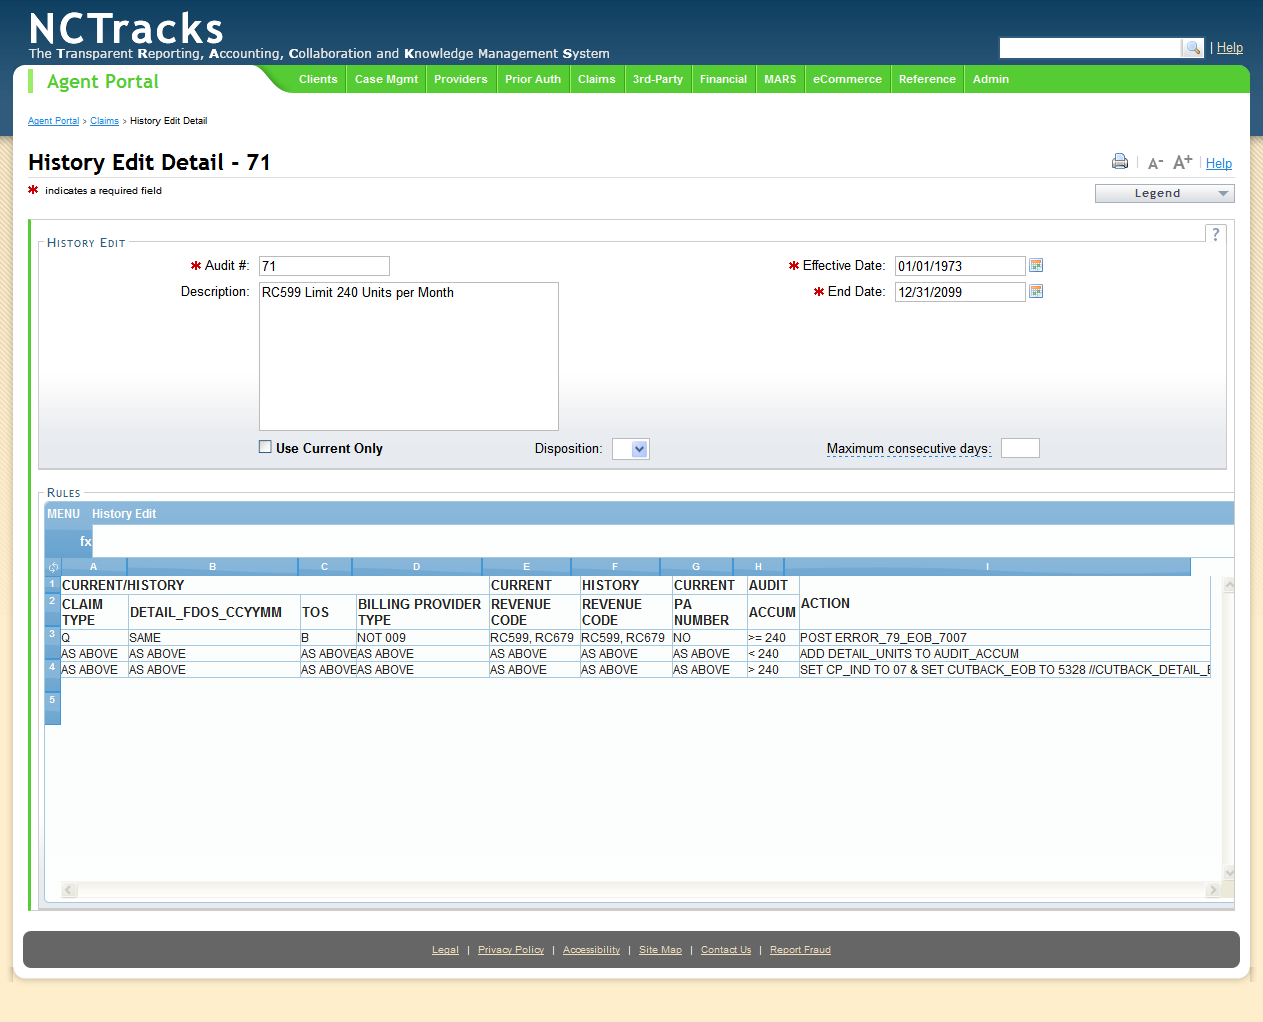 NCTracks
The Transparent Reporting, Accounting, Collaboration and Knowledge Management System
| Help
Agent Portal
Clients Case Mgmt Providers Prior Auth Claims 3rd-Party Financial MARS eCommerce Reference Admin
Agent Portal > Claims > History Edit Detail
History Edit Detail - 71
A- A+ Help
* indicates a required field
Legend
HISTORY EDIT
?
* Audit #: 71
* Effective Date: 01/01/1973
Description: RC599 Limit 240 Units per Month
* End Date: 12/31/2099
Use Current Only
Disposition:
Maximum consecutive days:
RULES
MENU History Edit
fx
A B C D E F G H I
1 CURRENT/HISTORY CURRENT HISTORY CURRENT AUDIT ACTION
2 CLAIM TYPE DETAIL_FDOS_CCYYMM TOS BILLING PROVIDER TYPE REVENUE CODE REVENUE CODE PA NUMBER ACCUM
3 Q SAME B NOT 009 RC599, RC679 RC599, RC679 NO >= 240 POST ERROR_79_EOB_7007
AS ABOVE AS ABOVE AS ABOVE AS ABOVE AS ABOVE AS ABOVE AS ABOVE < 240 ADD DETAIL_UNITS TO AUDIT_ACCUM
4 AS ABOVE AS ABOVE AS ABOVE AS ABOVE AS ABOVE AS ABOVE AS ABOVE > 240 SET CP_IND TO 07 & SET CUTBACK_EOB TO 5328 //CUTBACK_DETAIL_
5
Legal | Privacy Policy | Accessibility | Site Map | Contact Us | Report Fraud